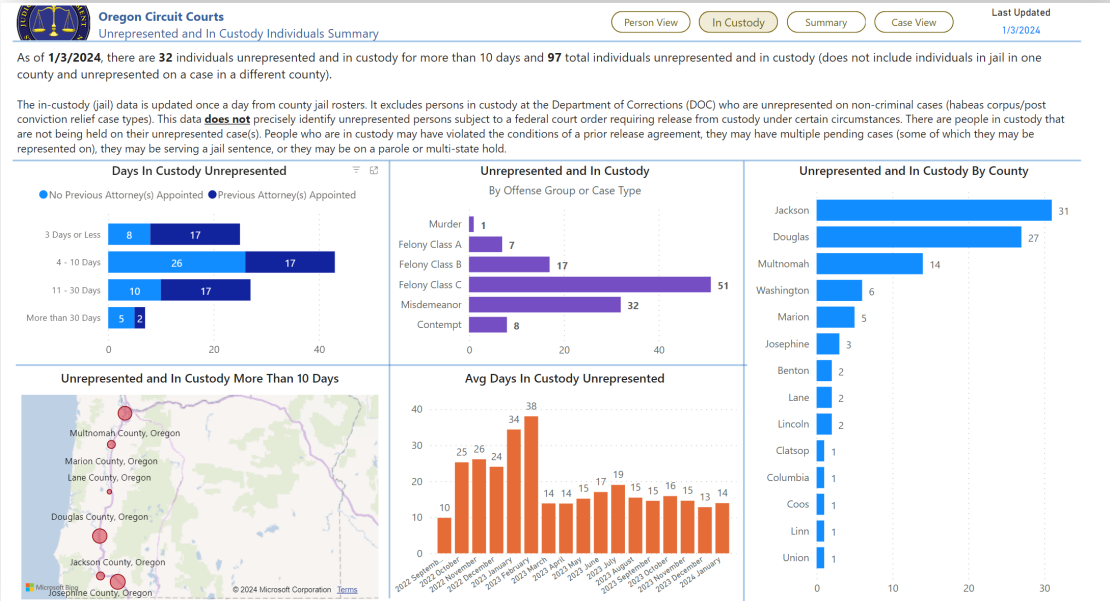 Oregon Circuit Courts
Unrepresented and In Custody Individuals Summary
Person View
In Custody
Summary
Case View
Last Updated
1/3/2024
As of 1/3/2024, there are 32 individuals unrepresented and in custody for more than 10 days and 97 total individuals unrepresented and in custody (does not include individuals in jail in one
county and unrepresented on a case in a different county).
The in-custody (jail) data is updated once a day from county jail rosters. It excludes persons in custody at the Department of Corrections (DOC) who are unrepresented on non-criminal cases (habeas corpus/post
conviction relief case types). This data does not precisely identify unrepresented persons subject to a federal court order requiring release from custody under certain circumstances. There are people in custody that
are not being held on their unrepresented case(s). People who are in custody may have violated the conditions of a prior release agreement, they may have multiple pending cases (some of which they may be
represented on), they may be serving a jail sentence, or they may be on a parole or multi-state hold.
Days In Custody Unrepresented
No Previous Attorney(s) Appointed Previous Attorney(s) Appointed
3 Days or Less 8 17
4 - 10 Days 26 17
11 - 30 Days 10 17
More than 30 Days 5 2
0 20 40
Unrepresented and In Custody
By Offense Group or Case Type
Murder 1
Felony Class A 7
Felony Class B 17
Felony Class C 51
Misdemeanor 32
Contempt 8
0 20 40
Unrepresented and In Custody By County
Jackson 31
Douglas 27
Multnomah 14
Washington 6
Marion 5
Josephine 3
Benton 2
Lane 2
Lincoln 2
Clatsop 1
Columbia 1
Coos 1
Linn 1
Union 1
0 10 20 30
Unrepresented and In Custody More Than 10 Days
Multnomah County, Oregon
Marion County, Oregon
Lane County, Oregon
Douglas County, Oregon
Jackson County, Oregon
Josephine County, Oregon
Microsoft Bing
© 2024 Microsoft Corporation Terms
Avg Days In Custody Unrepresented
40
30
20
10
0
10 25 26 24 34 38 14 14 15 17 19 15 15 16 15 13 14
2022 Septemb...
2022 October
2022 November
2022 December
2023 January
2023 February
2023 March
2023 April
2023 May
2023 June
2023 July
2023 August
2023 September
2023 October
2023 November
2023 December
2024 January